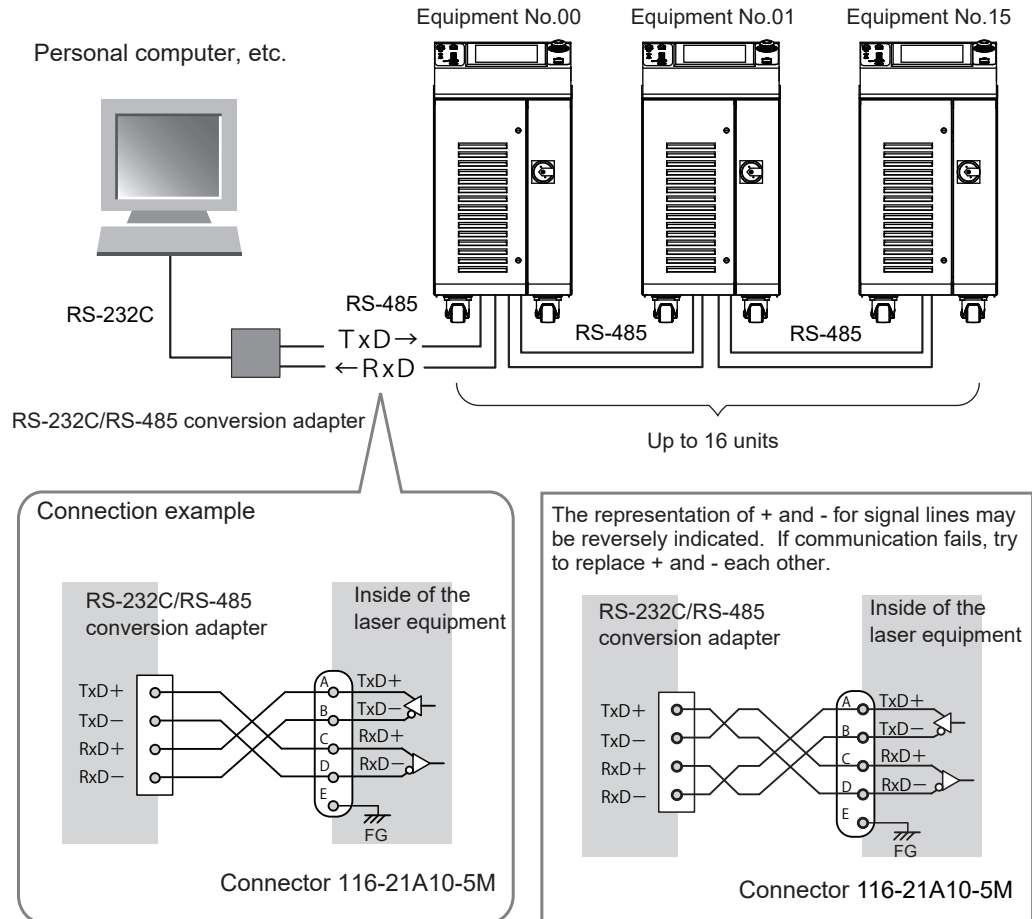 Equipment No.00
Equipment No.01
Equipment No.15
Personal computer, etc.
RS-232C
RS-485
TxD→
←RxD
RS-485
RS-485
RS-232C/RS-485 conversion adapter
Up to 16 units
Connection example
RS-232C/RS-485
conversion adapter
Inside of the
laser equipment
TxD+
TxD−
RxD+
RxD−
A
B
C
D
E
TxD+
TxD−
RxD+
RxD−
FG
Connector 116-21A10-5M
The representation of + and - for signal lines may
be reversely indicated.  If communication fails, try
to replace + and - each other.
RS-232C/RS-485
conversion adapter
Inside of the
laser equipment
TxD+
TxD−
RxD+
RxD−
A
B
C
D
E
TxD+
TxD−
RxD+
RxD−
FG
Connector 116-21A10-5M